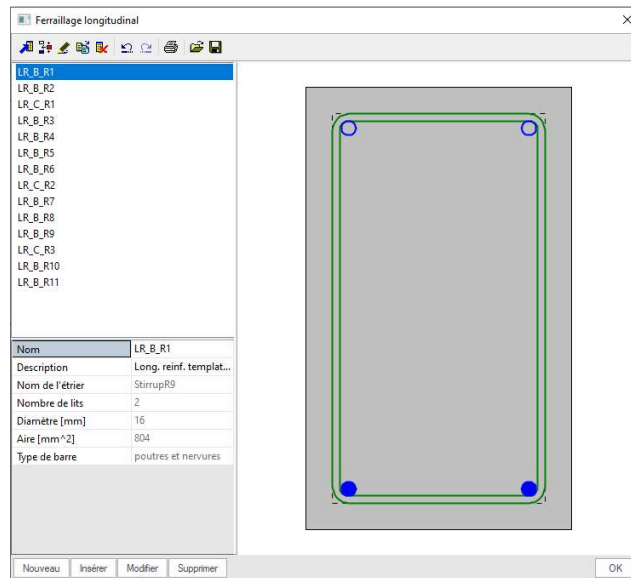 Ferraillage longitudinal
LR_B_R1
LR_B_R2
LR_C_R1
LR_B_R3
LR_B_R4
LR_B_R5
LR_B_R6
LR_C_R2
LR_B_R7
LR_B_R8
LR_B_R9
LR_C_R3
LR_B_R10
LR_B_R11
Nom LR_B_R1
Description Long. reinf. templat...
Nom de l'étrier StirrupR9
Nombre de lits 2
Diamètre [mm] 16
Aire [mm^2] 804
Type de barre poutres et nervures
Nouveau Insérer Modifier Supprimer OK